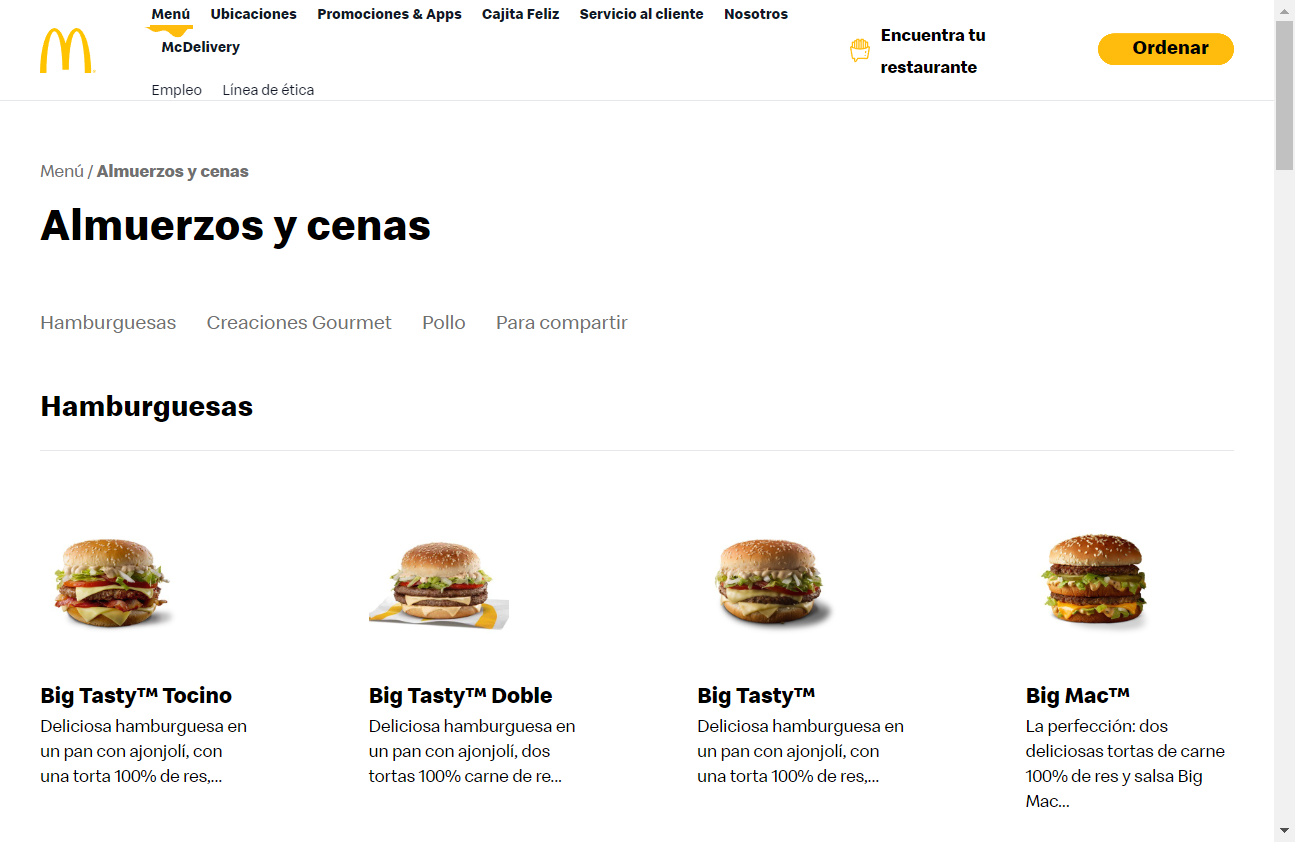 Menú Ubicaciones Promociones & Apps Cajita Feliz Servicio al cliente Nosotros
McDelivery
Empleo Línea de ética
Encuentra tu
restaurante
Ordenar
Menú / Almuerzos y cenas
Almuerzos y cenas
Hamburguesas Creaciones Gourmet Pollo Para compartir
Hamburguesas
Big Tasty™ Tocino
Deliciosa hamburguesa en
un pan con ajonjolí, con
una torta 100% de res,...
Big Tasty™ Doble
Deliciosa hamburguesa en
un pan con ajonjolí, dos
tortas 100% carne de re...
Big Tasty™
Deliciosa hamburguesa en
un pan con ajonjolí, con
una torta 100% de res,...
Big Mac™
La perfección: dos
deliciosas tortas de carne
100% de res y salsa Big
Mac...